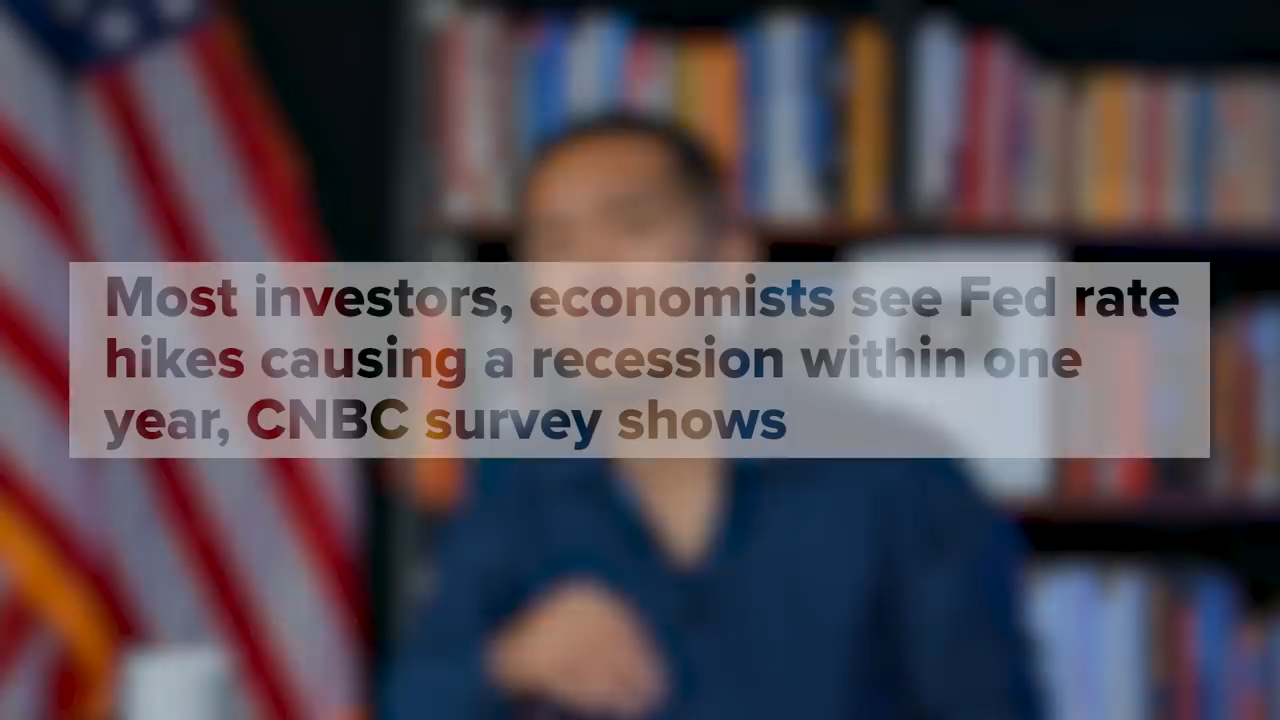 Most investors, economists see Fed rate
hikes causing a recession within one
year, CNBC survey shows